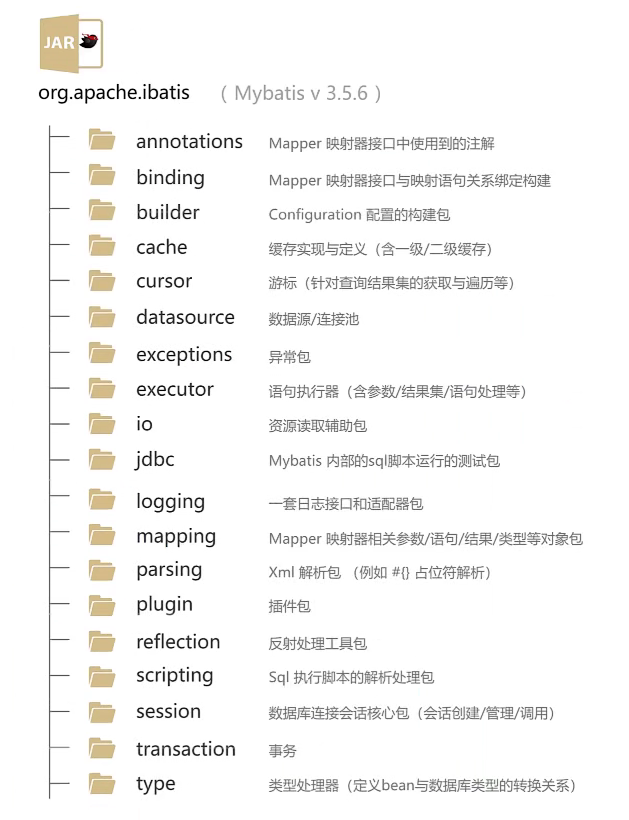 JAR
org.apache.ibatis （ Mybatis v 3.5.6 ）
annotations Mapper 映射器接口中使用到的注解
binding Mapper 映射器接口与映射语句关系绑定构建
builder Configuration 配置的构建包
cache 缓存实现与定义（含一级/二级缓存）
cursor 游标（针对查询结果集的获取与遍历等）
datasource 数据源/连接池
exceptions 异常包
executor 语句执行器（含参数/结果集/语句处理等）
io 资源读取辅助包
jdbc Mybatis 内部的sql脚本运行的测试包
logging 一套日志接口和适配器包
mapping Mapper 映射器相关参数/语句/结果/类型等对象包
parsing Xml 解析包 （例如 #{} 占位符解析）
plugin 插件包
reflection 反射处理工具包
scripting Sql 执行脚本的解析处理包
session 数据库连接会话核心包（会话创建/管理/调用）
transaction 事务
type 类型处理器（定义bean与数据库类型的转换关系）